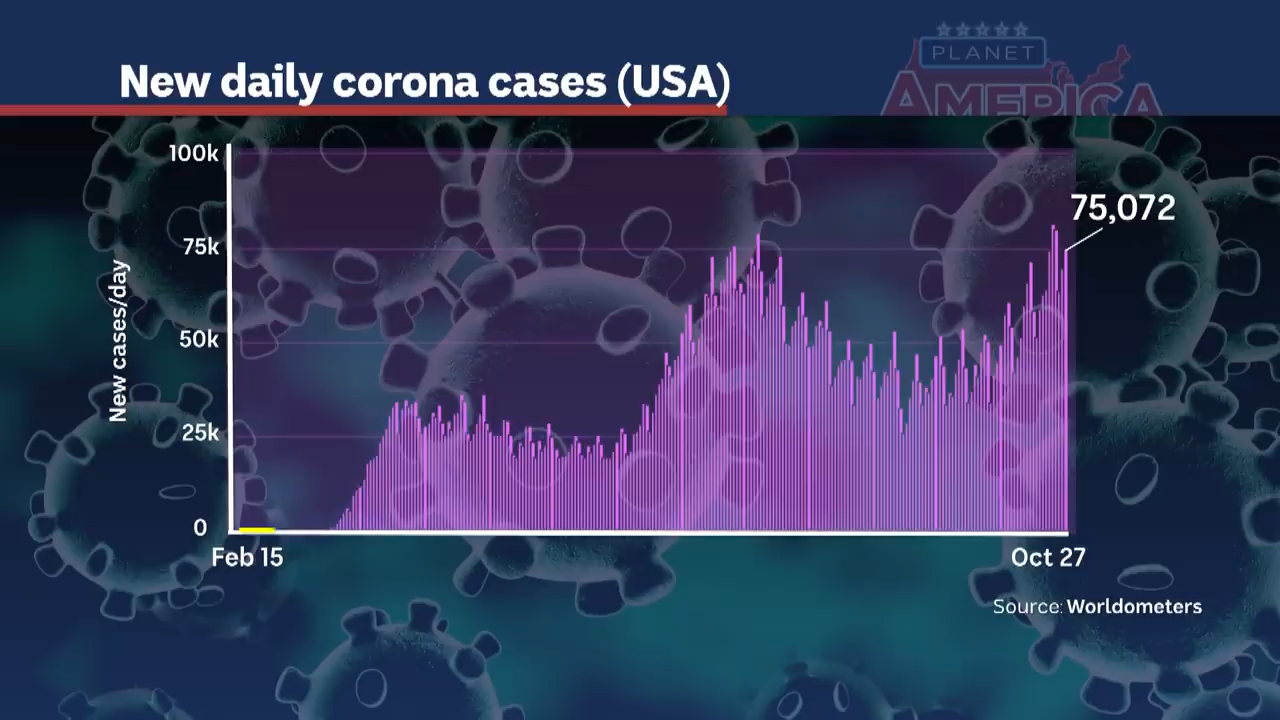 PLANET
AMERICA
New daily corona cases (USA)
100k
75,072
75k
New cases/day
50k
25k
0
Feb 15
Oct 27
Source: Worldometers